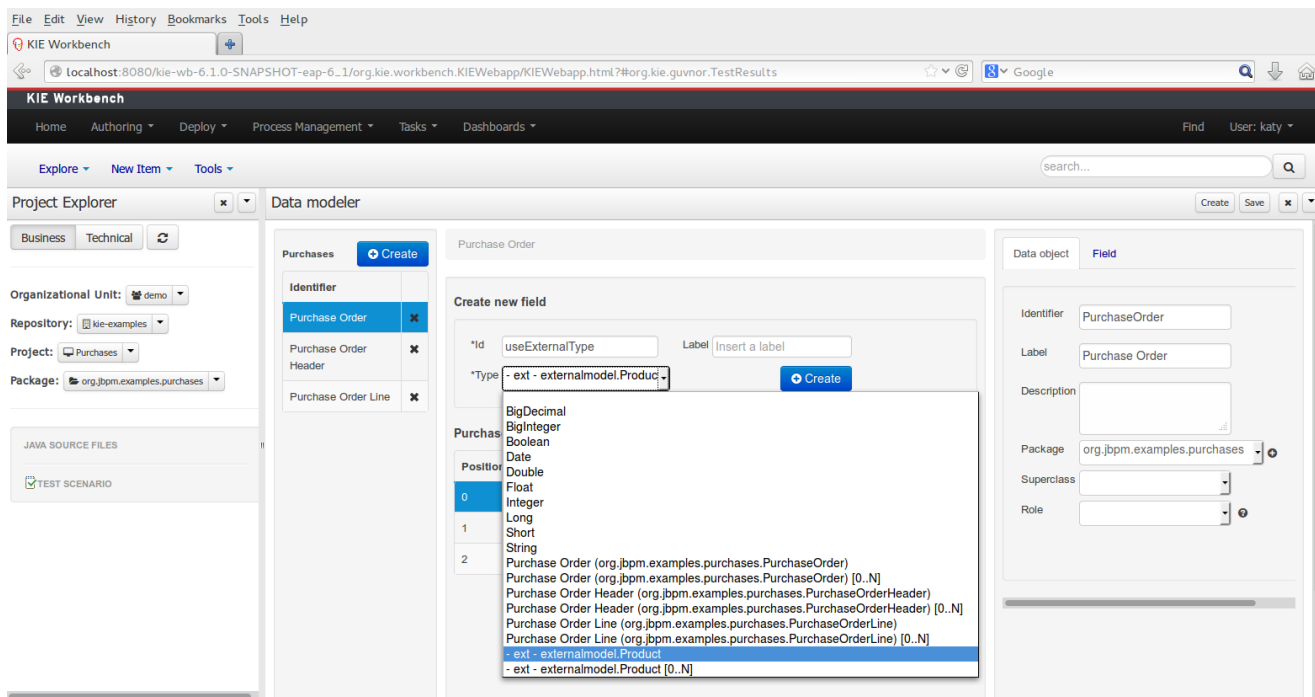 File Edit View History Bookmarks Tools Help
KIE Workbench
localhost:8080/kie-wb-6.1.0-SNAPSHOT-eap-6_1/org.kie.workbench.KIEWebapp/KIEWebapp.html?#org.kie.guvnor.TestResults
Google
KIE Workbench
Home Authoring Deploy Process Management Tasks Dashboards Find User: katy
Explore New Item Tools search...
Project Explorer
Data modeler
Create Save
Business Technical
Organizational Unit: demo
Repository: kie-examples
Project: Purchases
Package: org.jbpm.examples.purchases
JAVA SOURCE FILES
TEST SCENARIO
Purchases Create
Identifier
Purchase Order
Purchase Order
Header
Purchase Order Line
Purchase Order
Create new field
*Id useExternalType Label Insert a label
*Type - ext - externalmodel.Produc Create
BigDecimal
BigInteger
Boolean
Date
Double
Float
Integer
Long
Short
String
Purchase Order (org.jbpm.examples.purchases.PurchaseOrder)
Purchase Order (org.jbpm.examples.purchases.PurchaseOrder) [0..N]
Purchase Order Header (org.jbpm.examples.purchases.PurchaseOrderHeader)
Purchase Order Header (org.jbpm.examples.purchases.PurchaseOrderHeader) [0..N]
Purchase Order Line (org.jbpm.examples.purchases.PurchaseOrderLine)
Purchase Order Line (org.jbpm.examples.purchases.PurchaseOrderLine) [0..N]
- ext - externalmodel.Product
- ext - externalmodel.Product [0..N]
Purchas
Position
0
1
2
Data object Field
Identifier PurchaseOrder
Label Purchase Order
Description
Package org.jbpm.examples.purchases
Superclass
Role